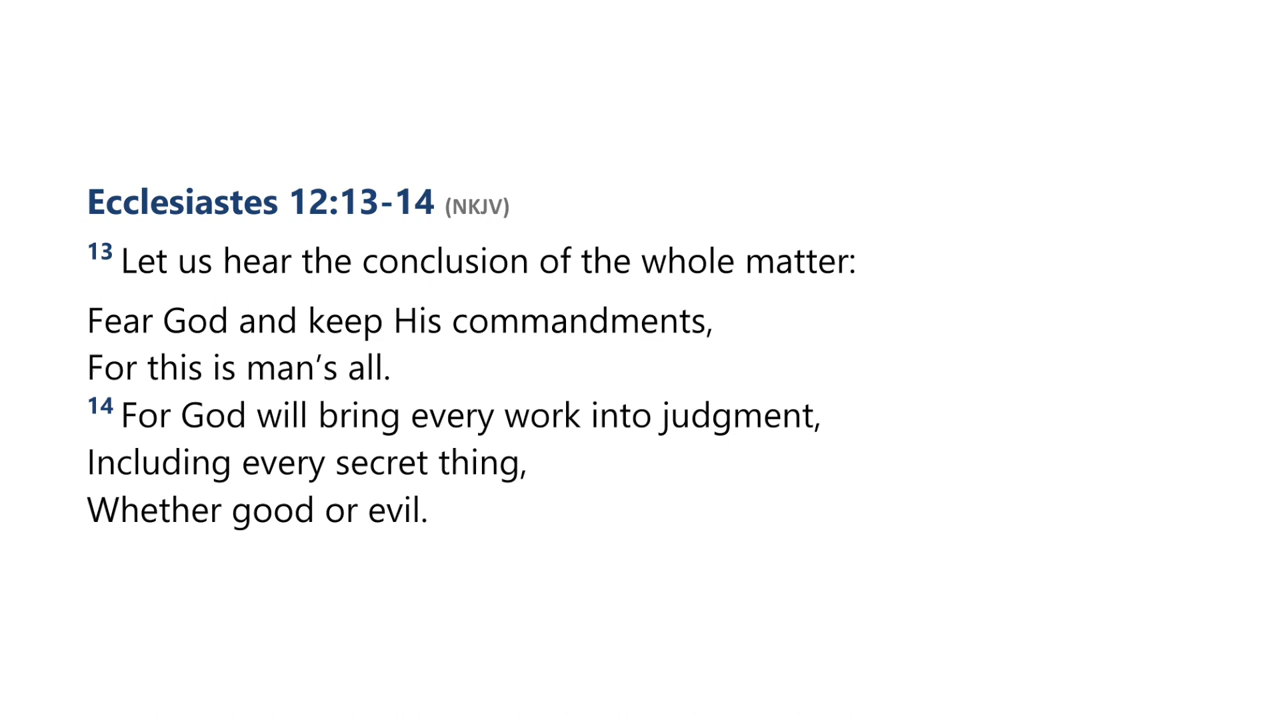 Ecclesiastes 12:13-14 (NKJV)
13 Let us hear the conclusion of the whole matter:
Fear God and keep His commandments,
For this is man’s all.
14 For God will bring every work into judgment,
Including every secret thing,
Whether good or evil.